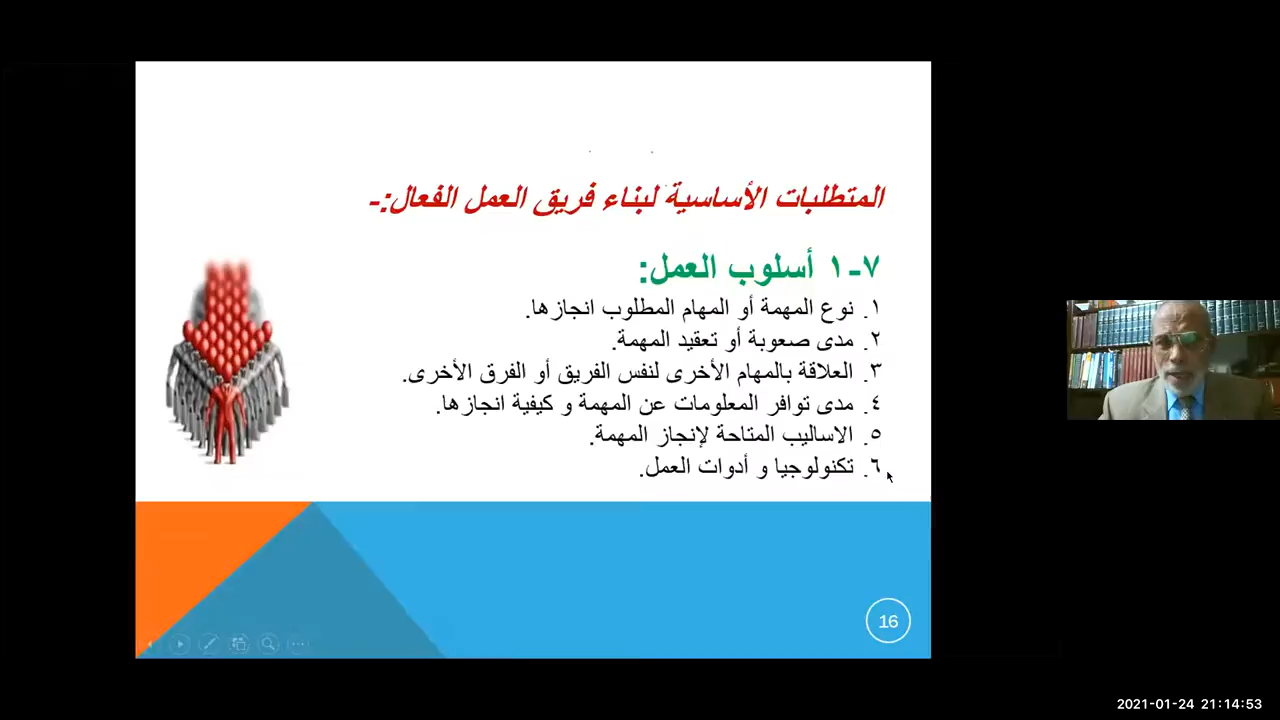 المتطلبات الأساسية لبناء فريق العمل الفعال:-
٧-١ أسلوب العمل:
١. نوع المهمة أو المهام المطلوب انجازها.
٢. مدى صعوبة أو تعقيد المهمة.
٣. العلاقة بالمهام الأخرى لنفس الفريق أو الفرق الأخرى.
٤. مدى توافر المعلومات عن المهمة و كيفية انجازها.
٥. الاساليب المتاحة لإنجاز المهمة.
٦. تكنولوجيا و أدوات العمل.
16
2021-01-24 21:14:53